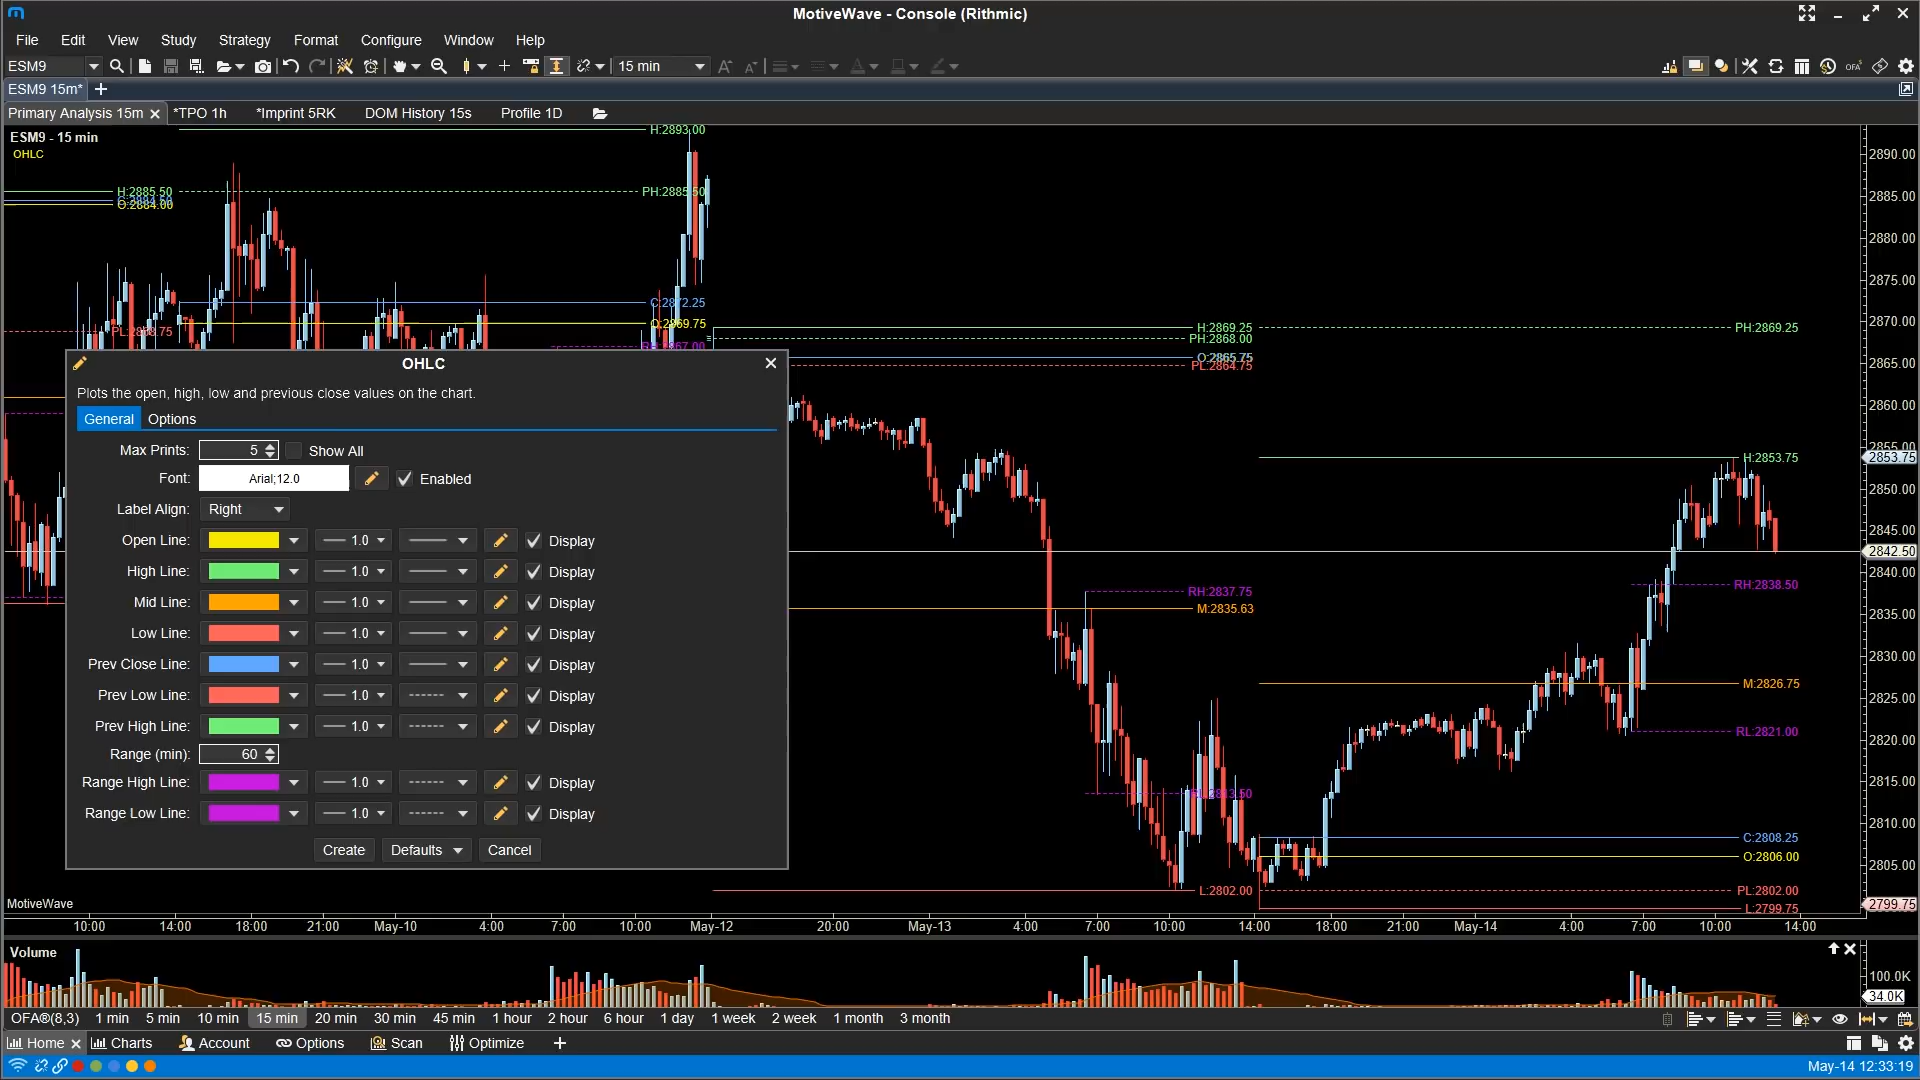 MotiveWave - Console (Rithmic)
File Edit View Study Strategy Format Configure Window Help
ESM9 15 min
ESM9 15m*
Primary Analysis 15m *TPO 1h *Imprint 5RK DOM History 15s Profile 1D
ESM9 - 15 min
OHLC
H:2893.00
H:2885.50
PH:2885.50
O:2884.00
C:2872.25
O:2869.75
H:2869.25
PH:2868.00
PL:2864.75
PH:2869.25
H:2853.75
RH:2838.50
RH:2837.75
M:2835.63
M:2826.75
RL:2821.00
C:2808.25
O:2806.00
L:2802.00
PL:2802.00
L:2799.75
2890.00
2885.00
2880.00
2875.00
2870.00
2865.00
2860.00
2855.00
2853.75
2850.00
2845.00
2842.50
2840.00
2835.00
2830.00
2825.00
2820.00
2815.00
2810.00
2805.00
2799.75
OHLC
Plots the open, high, low and previous close values on the chart.
General Options
Max Prints: 5 Show All
Font: Arial;12.0 Enabled
Label Align: Right
Open Line: 1.0 Display
High Line: 1.0 Display
Mid Line: 1.0 Display
Low Line: 1.0 Display
Prev Close Line: 1.0 Display
Prev Low Line: 1.0 Display
Prev High Line: 1.0 Display
Range (min): 60
Range High Line: 1.0 Display
Range Low Line: 1.0 Display
Create Defaults Cancel
MotiveWave
10:00 14:00 18:00 21:00 May-10 4:00 7:00 10:00 May-12 20:00 May-13 4:00 7:00 10:00 14:00 18:00 21:00 May-14 4:00 7:00 10:00 14:00
Volume
100.0K
34.0K
OFA®(8,3) 1 min 5 min 10 min 15 min 20 min 30 min 45 min 1 hour 2 hour 6 hour 1 day 1 week 2 week 1 month 3 month
Home Charts Account Options Scan Optimize
May-14 12:33:19